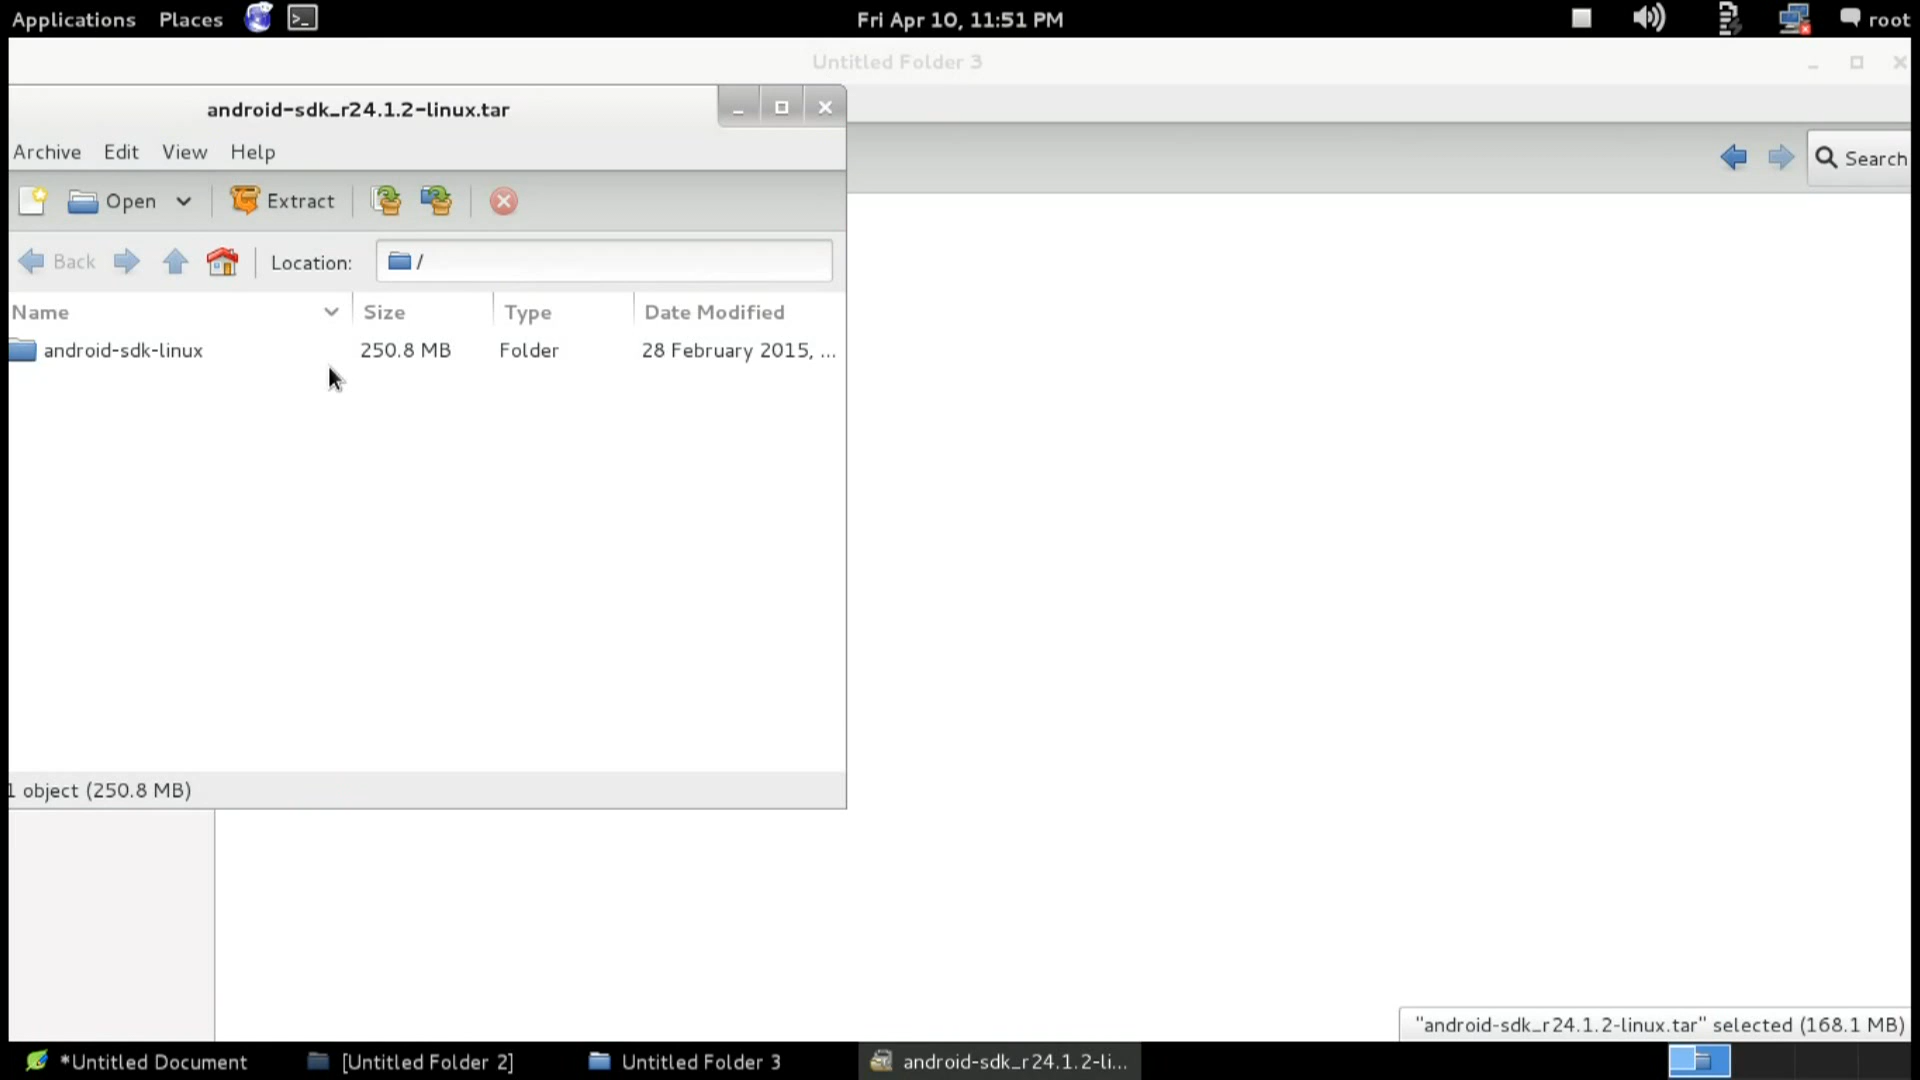 Applications Places Fri Apr 10, 11:51 PM root
Untitled Folder 3
android-sdk_r24.1.2-linux.tar
Archive Edit View Help
Open Extract
Search
Back Location: /
Name Size Type Date Modified
android-sdk-linux 250.8 MB Folder 28 February 2015, ...
1 object (250.8 MB)
"android-sdk_r24.1.2-linux.tar" selected (168.1 MB)
*Untitled Document [Untitled Folder 2] Untitled Folder 3 android-sdk_r24.1.2-li...